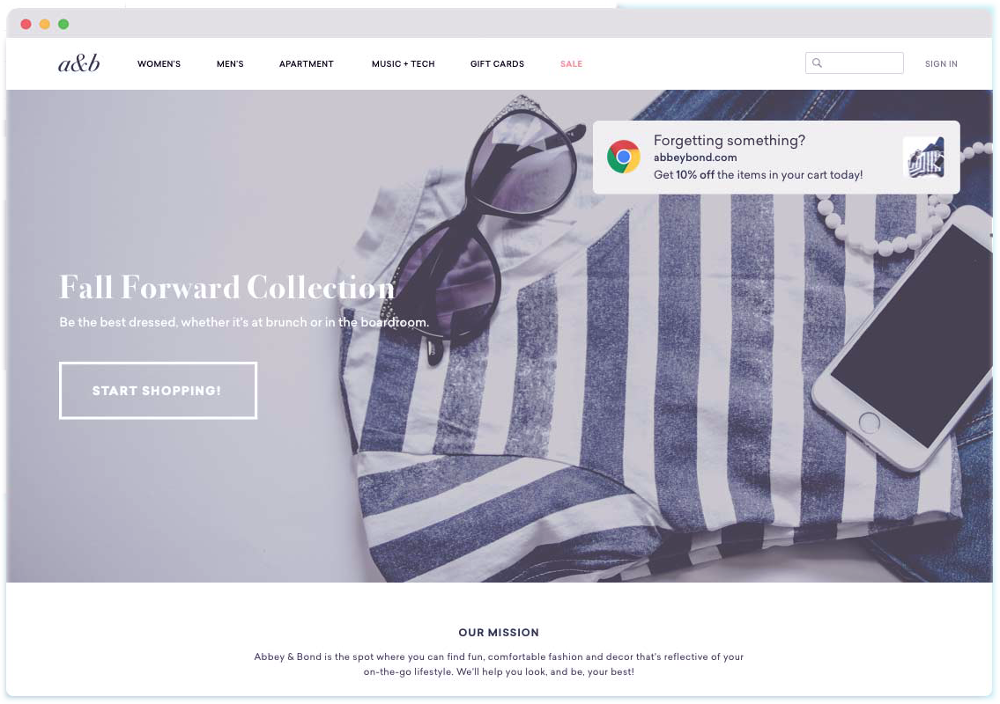 a&b
WOMEN'S
MEN'S
APARTMENT
MUSIC + TECH
GIFT CARDS
SALE
SIGN IN
Forgetting something?
abbeybond.com
Get 10% off the items in your cart today!
Fall Forward Collection
Be the best dressed, whether it's at brunch or in the boardroom.
START SHOPPING!
OUR MISSION
Abbey & Bond is the spot where you can find fun, comfortable fashion and decor that's reflective of your
on-the-go lifestyle. We'll help you look, and be, your best!